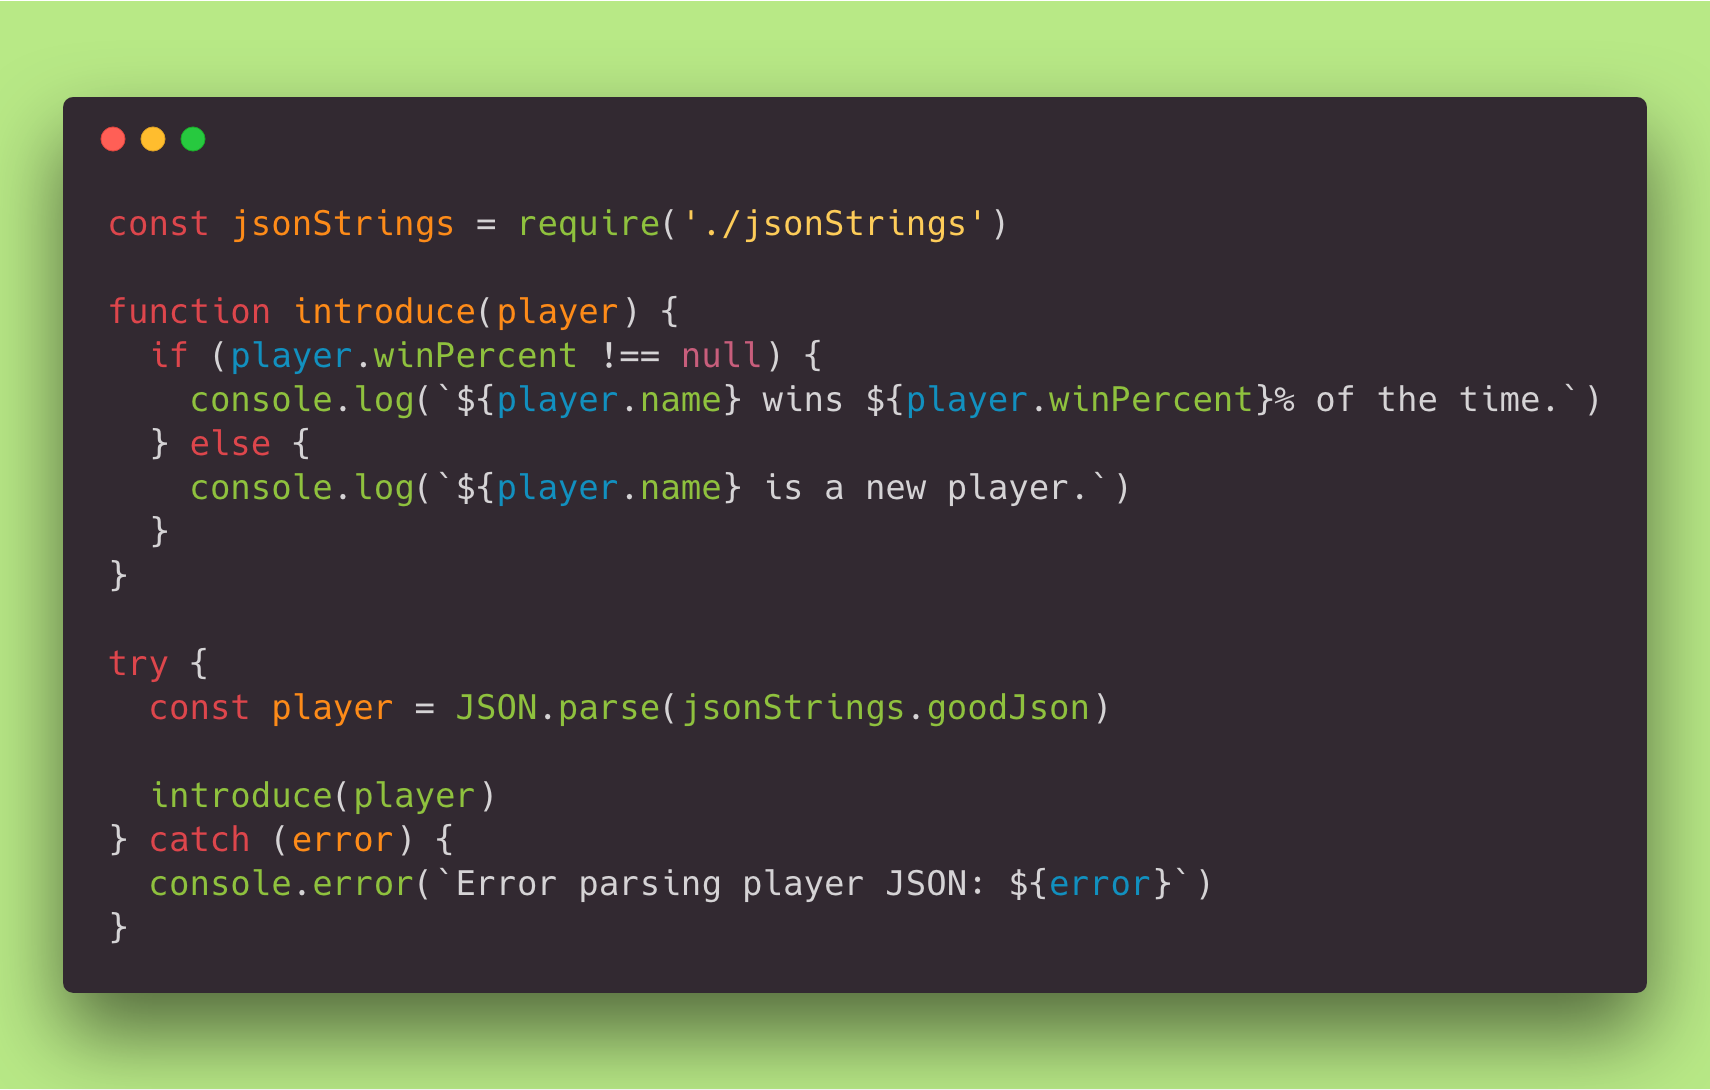 const jsonStrings = require('./jsonStrings')

function introduce(player) {
  if (player.winPercent !== null) {
    console.log(`${player.name} wins ${player.winPercent}% of the time.`)
  } else {
    console.log(`${player.name} is a new player.`)
  }
}

try {
  const player = JSON.parse(jsonStrings.goodJson)

  introduce(player)
} catch (error) {
  console.error(`Error parsing player JSON: ${error}`)
}